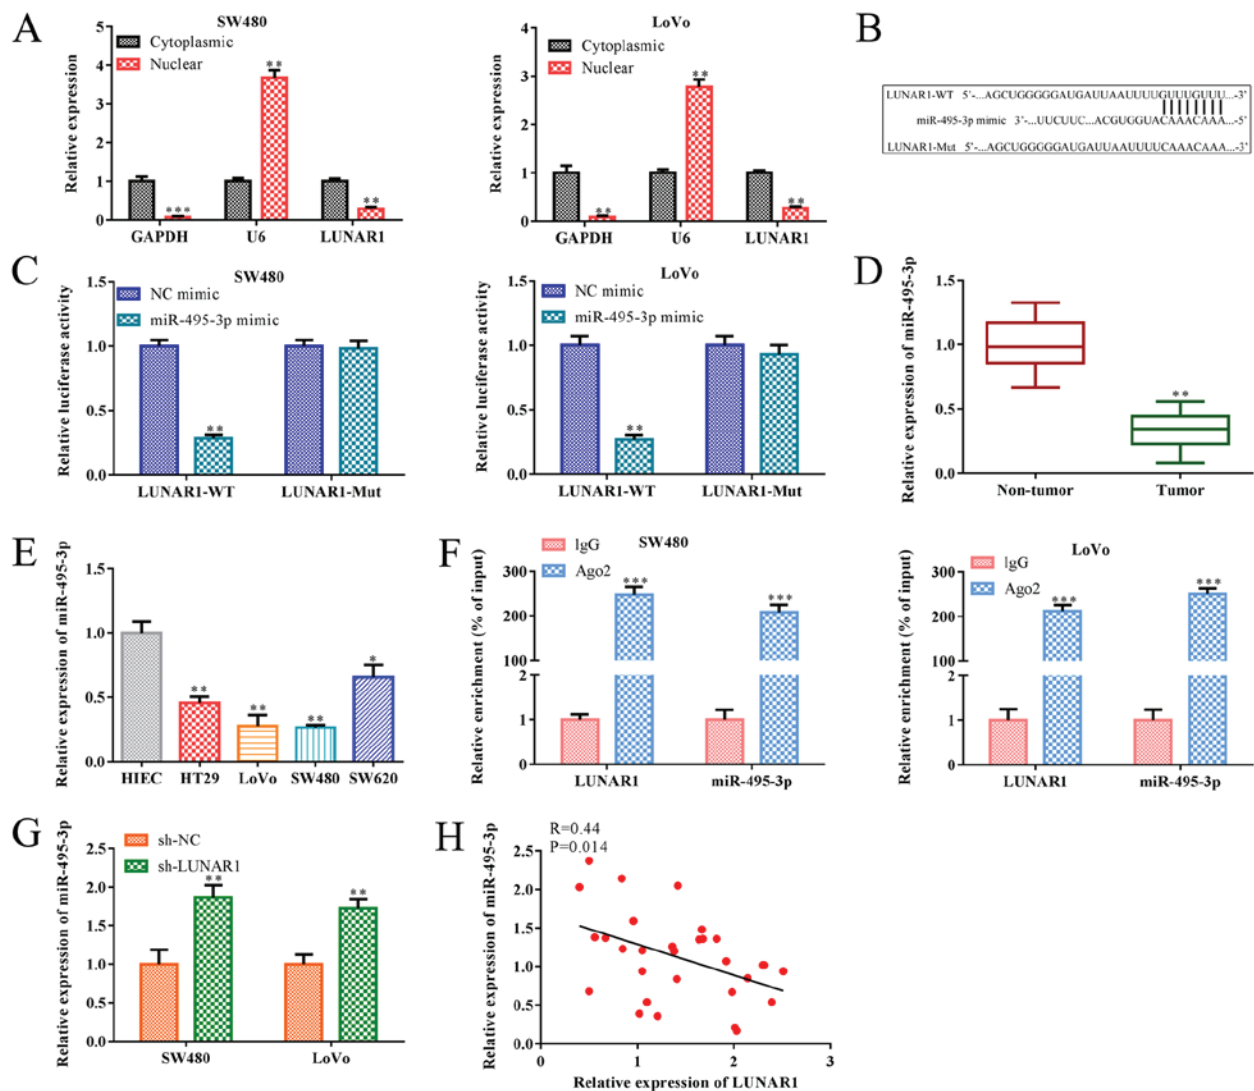 A
SW480
Cytoplasmic
Nuclear
Relative expression
5
4
3
2
1
0
***
**
**
GAPDH
U6
LUNAR1
LoVo
Cytoplasmic
Nuclear
Relative expression
4
3
2
1
0
**
**
**
GAPDH
U6
LUNAR1
B
LUNAR1-WT 5'-...AGCUGGGGGAUGAUUAAUUUUGUUUGUUU...-3'
miR-495-3p mimic 3'-...UUCUUC...ACGUGGUACAAACAAA...-5'
LUNAR1-Mut 5'-...AGCUGGGGGAUGAUUAAUUUUCAAACAAA...-3'
C
SW480
NC mimic
miR-495-3p mimic
Relative luciferase activity
1.5
1.0
0.5
0.0
**
LUNAR1-WT
LUNAR1-Mut
LoVo
NC mimic
miR-495-3p mimic
Relative luciferase activity
1.5
1.0
0.5
0.0
**
LUNAR1-WT
LUNAR1-Mut
D
Relative expression of miR-495-3p
1.5
1.0
0.5
0.0
**
Non-tumor
Tumor
E
Relative expression of miR-495-3p
1.5
1.0
0.5
0.0
**
**
**
*
HIEC
HT29
LoVo
SW480
SW620
F
SW480
IgG
Ago2
Relative enrichment (% of input)
300
200
100
2
1
0
***
***
LUNAR1
miR-495-3p
LoVo
IgG
Ago2
Relative enrichment (% of input)
300
200
100
2
1
0
***
***
LUNAR1
miR-495-3p
G
sh-NC
sh-LUNAR1
Relative expression of miR-495-3p
2.5
2.0
1.5
1.0
0.5
0.0
**
**
SW480
LoVo
H
R=0.44
P=0.014
Relative expression of miR-495-3p
2.5
2.0
1.5
1.0
0.5
0.0
0
1
2
3
Relative expression of LUNAR1